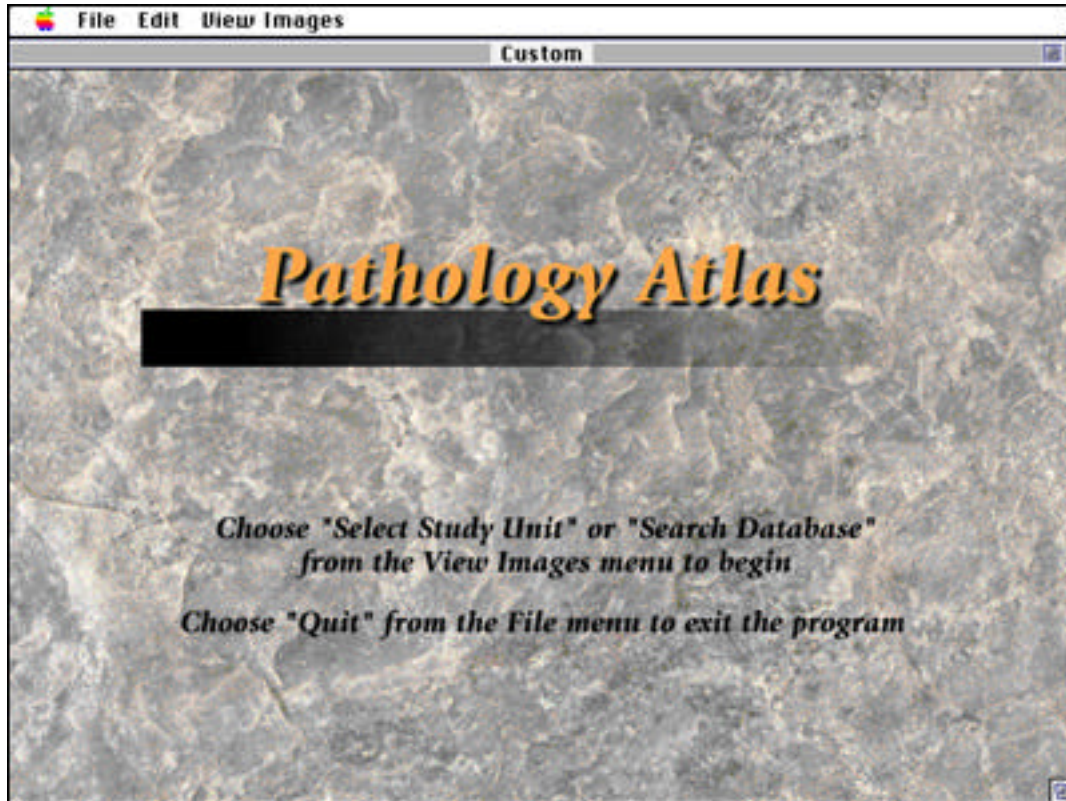 File Edit View Images
Custom
Pathology Atlas
Choose "Select Study Unit" or "Search Database"
from the View Images menu to begin
Choose "Quit" from the File menu to exit the program